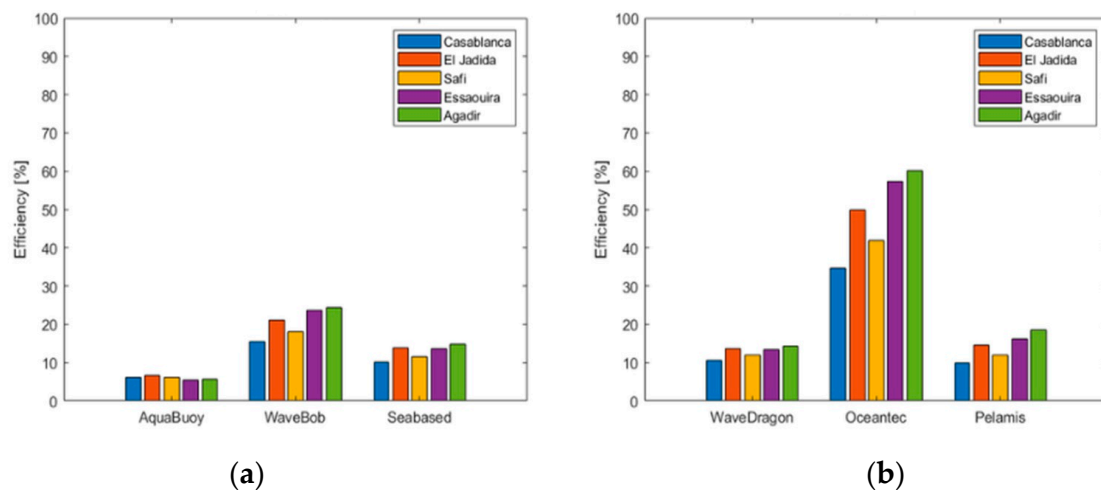 100
90
80
70
60
50
40
30
20
10
0
Efficiency [%]
Casablanca
El Jadida
Safi
Essaouira
Agadir
AquaBuoy WaveBob Seabased
(a)
100
90
80
70
60
50
40
30
20
10
0
Efficiency [%]
Casablanca
El Jadida
Safi
Essaouira
Agadir
WaveDragon Oceantec Pelamis
(b)